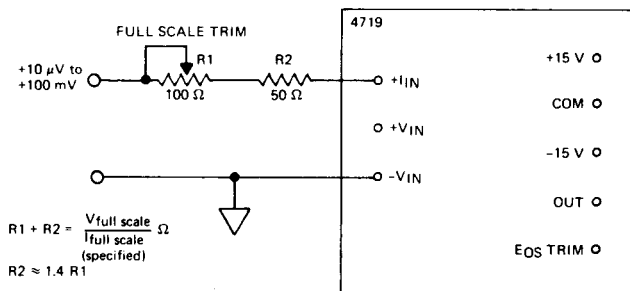 4719
FULL SCALE TRIM
+10 μV to
+100 mV
R1
100 Ω
R2
50 Ω
+IIN
+VIN
-VIN
+15 V
COM
-15 V
OUT
EOS TRIM
R1 + R2 = Vfull scale / Ifull scale Ω
(specified)
R2 ≈ 1.4 R1